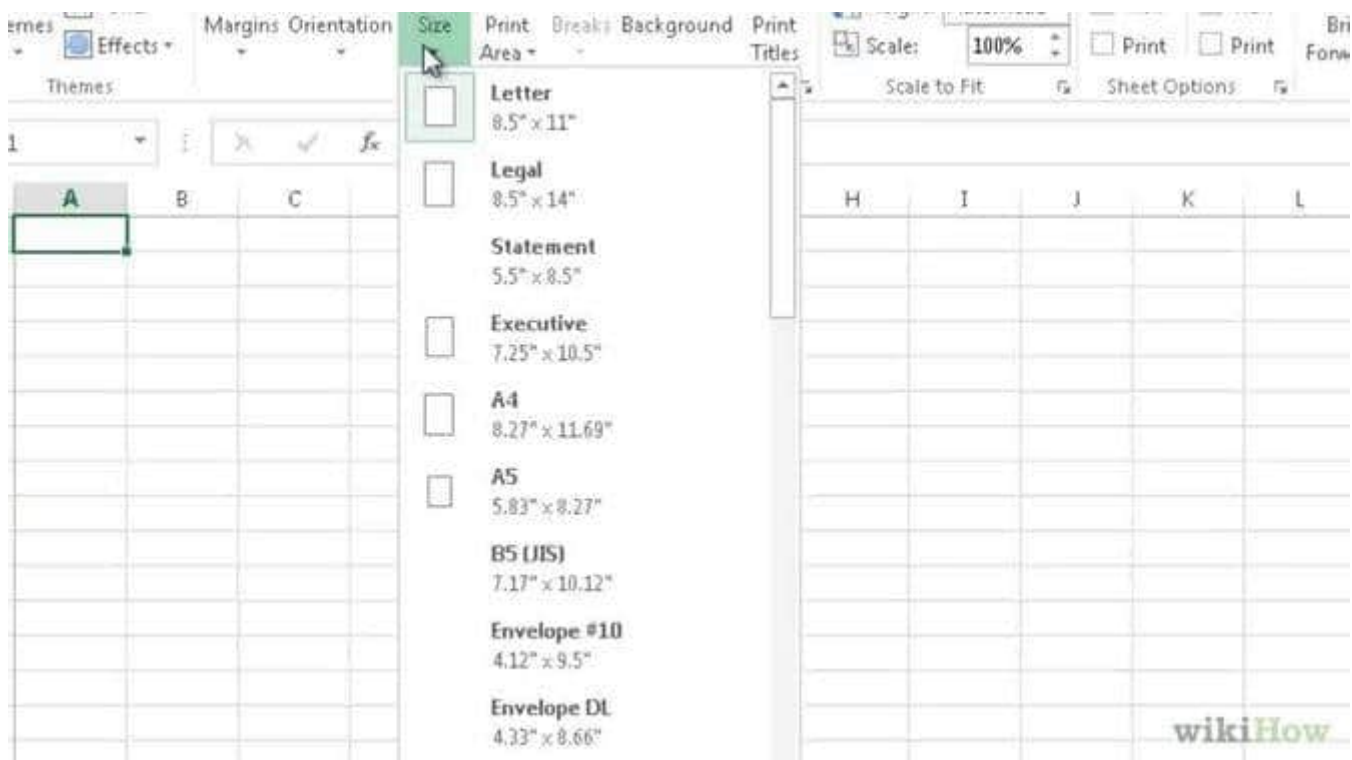 Effects
Margins Orientation Size Print Breaks Background Print
Area Titles
Scale: 100% Print Print
Themes Scale to Fit Sheet Options
1 fx
A B C H I J K L
Letter
8.5" x 11"
Legal
8.5" x 14"
Statement
5.5" x 8.5"
Executive
7.25" x 10.5"
A4
8.27" x 11.69"
A5
5.83" x 8.27"
B5 (JIS)
7.17" x 10.12"
Envelope #10
4.12" x 9.5"
Envelope DL
4.33" x 8.66"
wikiHow